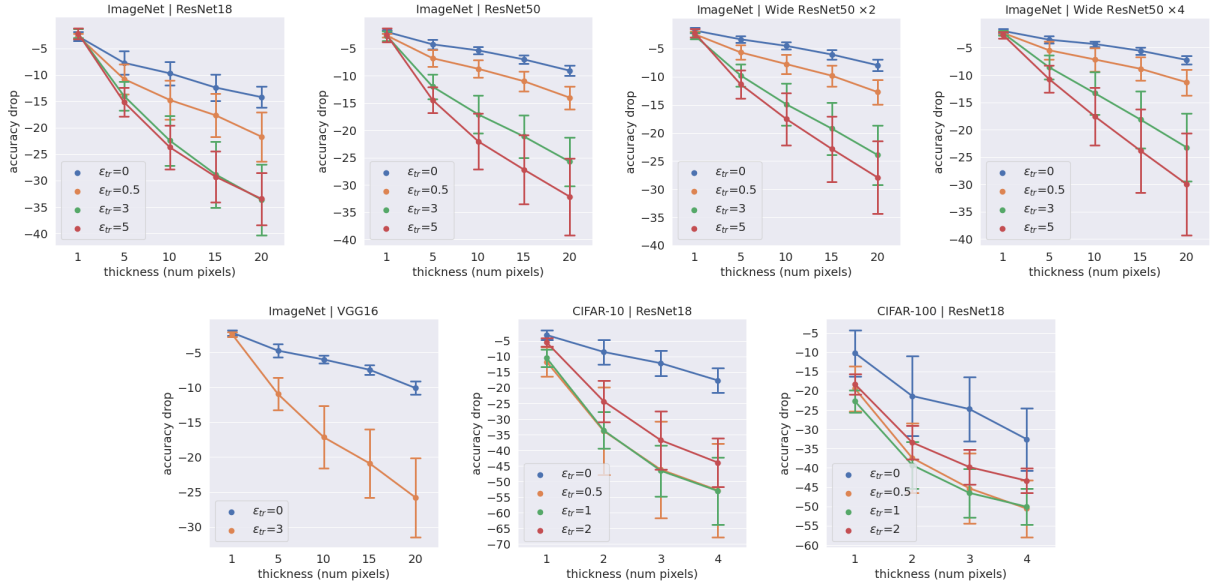 ImageNet | ResNet18
accuracy drop
−5
−10
−15
−20
−25
−30
−35
−40
εtr=0
εtr=0.5
εtr=3
εtr=5
1 5 10 15 20
thickness (num pixels)
ImageNet | ResNet50
accuracy drop
−5
−10
−15
−20
−25
−30
−35
−40
εtr=0
εtr=0.5
εtr=3
εtr=5
1 5 10 15 20
thickness (num pixels)
ImageNet | Wide ResNet50 ×2
accuracy drop
−5
−10
−15
−20
−25
−30
−35
−40
εtr=0
εtr=0.5
εtr=3
εtr=5
1 5 10 15 20
thickness (num pixels)
ImageNet | Wide ResNet50 ×4
accuracy drop
−5
−10
−15
−20
−25
−30
−35
−40
εtr=0
εtr=0.5
εtr=3
εtr=5
1 5 10 15 20
thickness (num pixels)
ImageNet | VGG16
accuracy drop
−5
−10
−15
−20
−25
−30
εtr=0
εtr=3
1 5 10 15 20
thickness (num pixels)
CIFAR-10 | ResNet18
accuracy drop
−5
−10
−15
−20
−25
−30
−35
−40
−45
−50
−55
−60
−65
−70
εtr=0
εtr=0.5
εtr=1
εtr=2
1 2 3 4
thickness (num pixels)
CIFAR-100 | ResNet18
accuracy drop
−5
−10
−15
−20
−25
−30
−35
−40
−45
−50
−55
−60
εtr=0
εtr=0.5
εtr=1
εtr=2
1 2 3 4
thickness (num pixels)